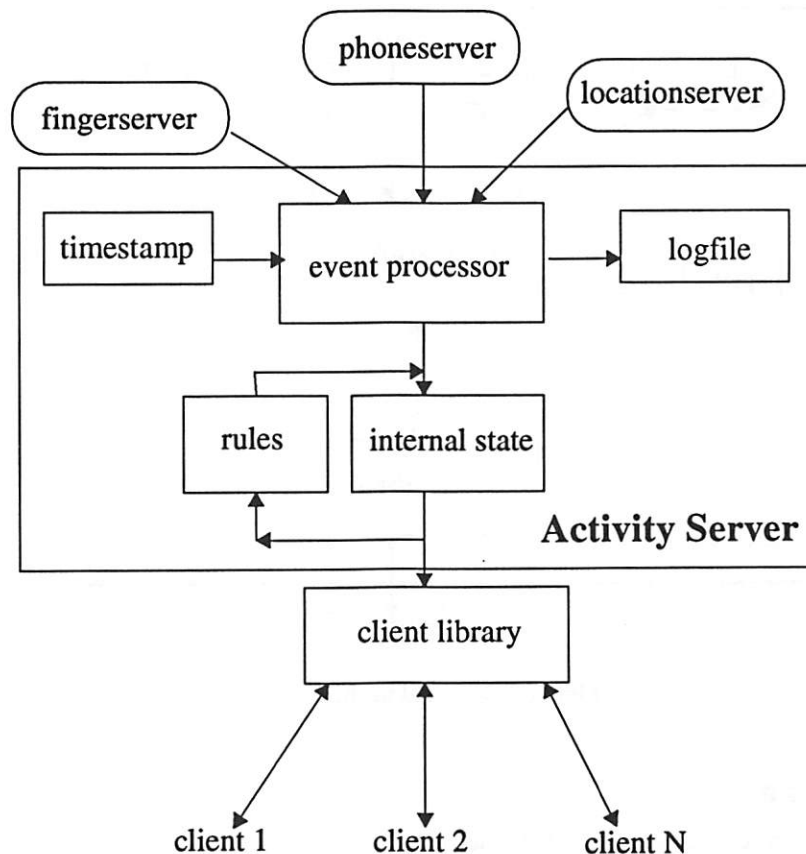 phoneserver
fingerserver
locationserver
timestamp
event processor
logfile
rules
internal state
Activity Server
client library
client 1
client 2
client N